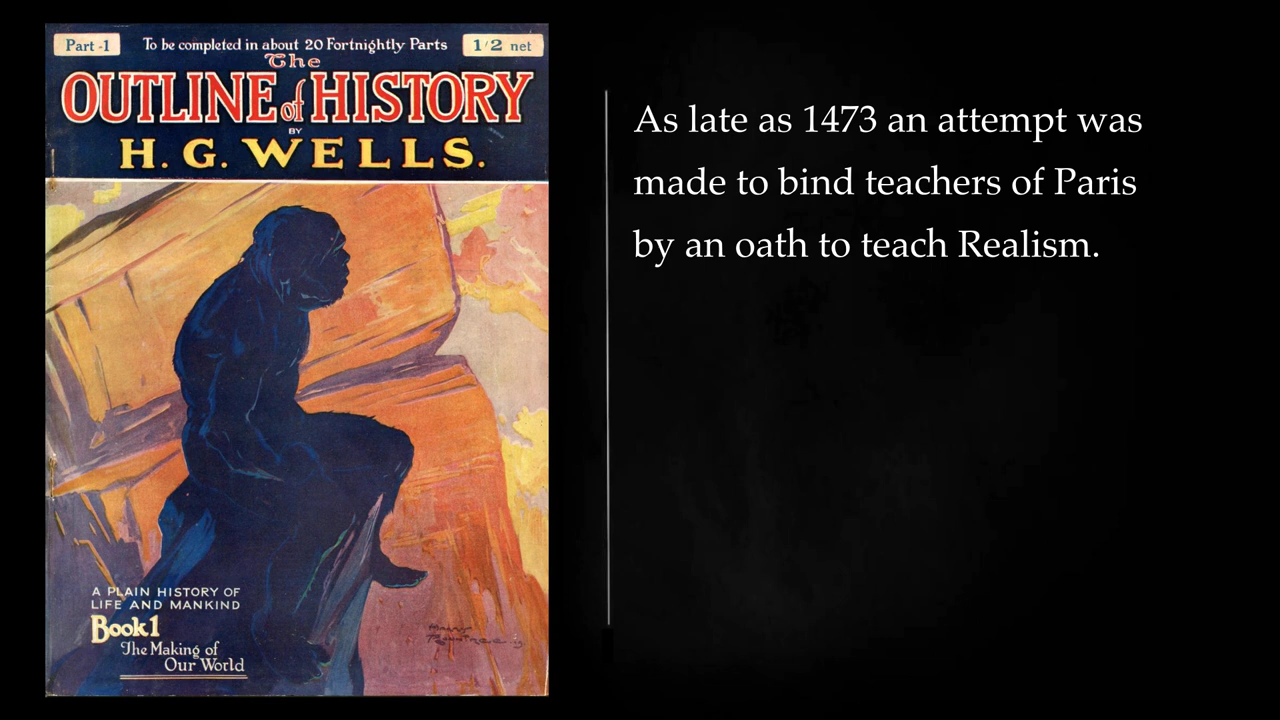 Part -1
To be completed in about 20 Fortnightly Parts
1/2 net
The
OUTLINE of HISTORY
BY
H. G. WELLS.
A PLAIN HISTORY OF
LIFE AND MANKIND
Book 1
The Making of
Our World
As late as 1473 an attempt was
made to bind teachers of Paris
by an oath to teach Realism.